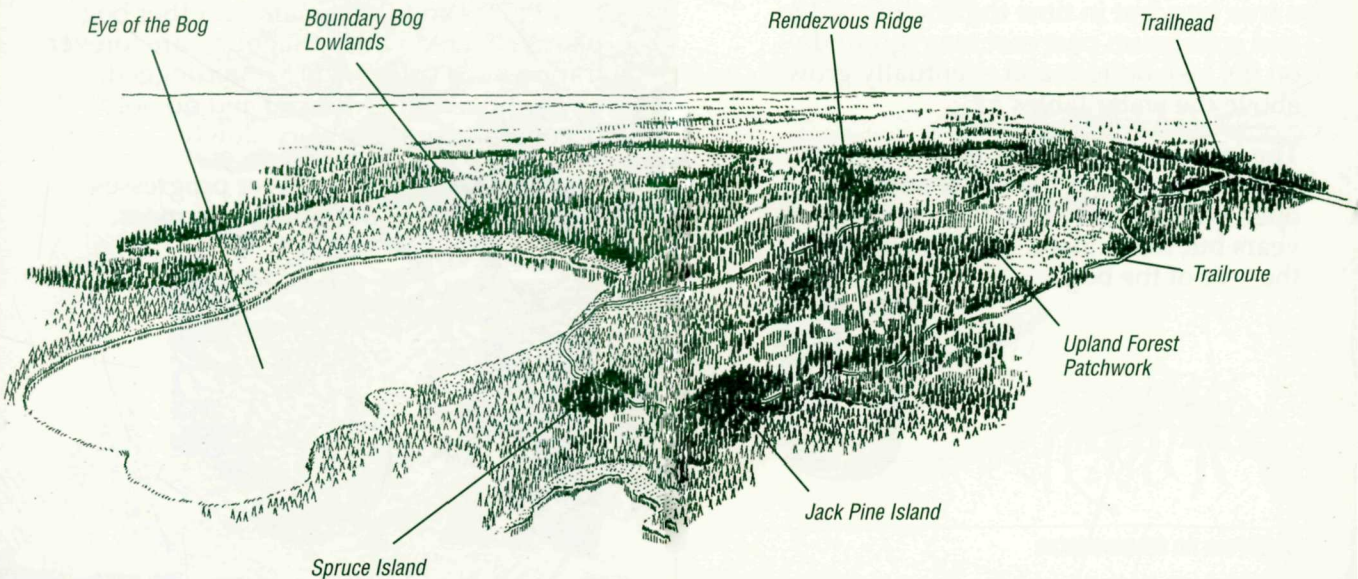 Eye of the Bog
Boundary Bog
Lowlands
Rendezvous Ridge
Trailhead
Trailroute
Upland Forest
Patchwork
Jack Pine Island
Spruce Island